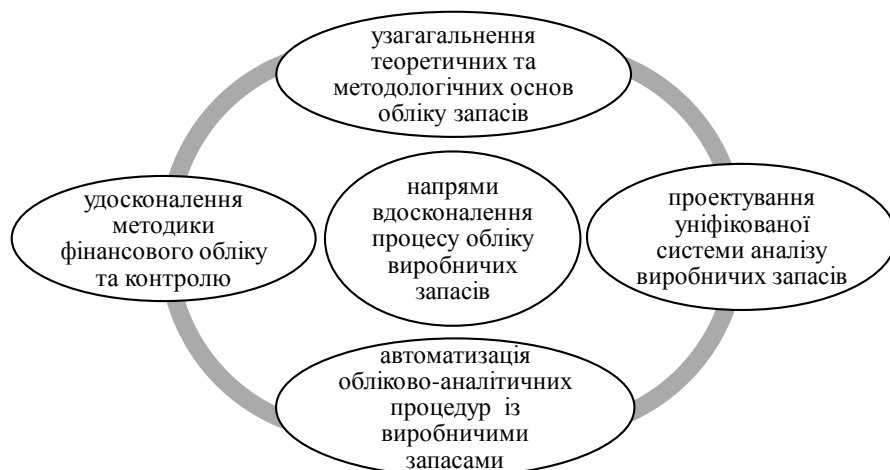 узагагальнення
теоретичних та
методологічних основ
обліку запасів
удосконалення
методики
фінансового обліку
та контролю
напрями
вдосконалення
процесу обліку
виробничих
запасів
проектування
уніфікованої
системи аналізу
виробничих запасів
автоматизація
обліково-аналітичних
процедур із
виробничими
запасами